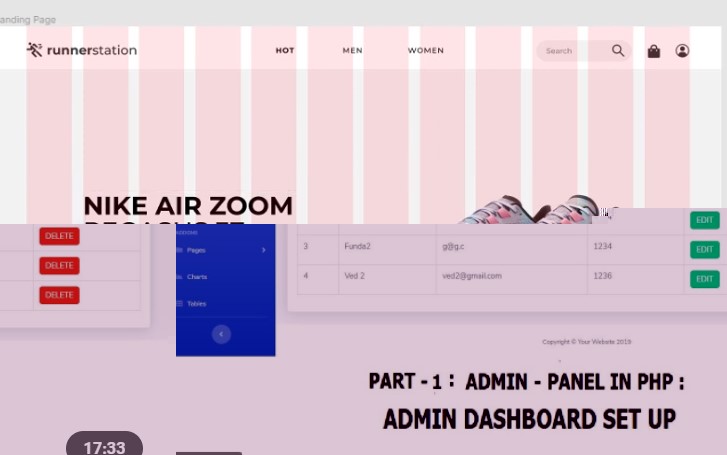 anding Page
runnerstation HOT MEN WOMEN Search
NIKE AIR ZOOM
EDIT
DELETE
Pages
3 Funda2 g@g.c 1234 EDIT
DELETE
Charts
4 Ved 2 ved2@gmail.com 1236 EDIT
DELETE
Tables
Copyright © Your Website 2019
PART - 1 : ADMIN - PANEL IN PHP :
ADMIN DASHBOARD SET UP
17:33